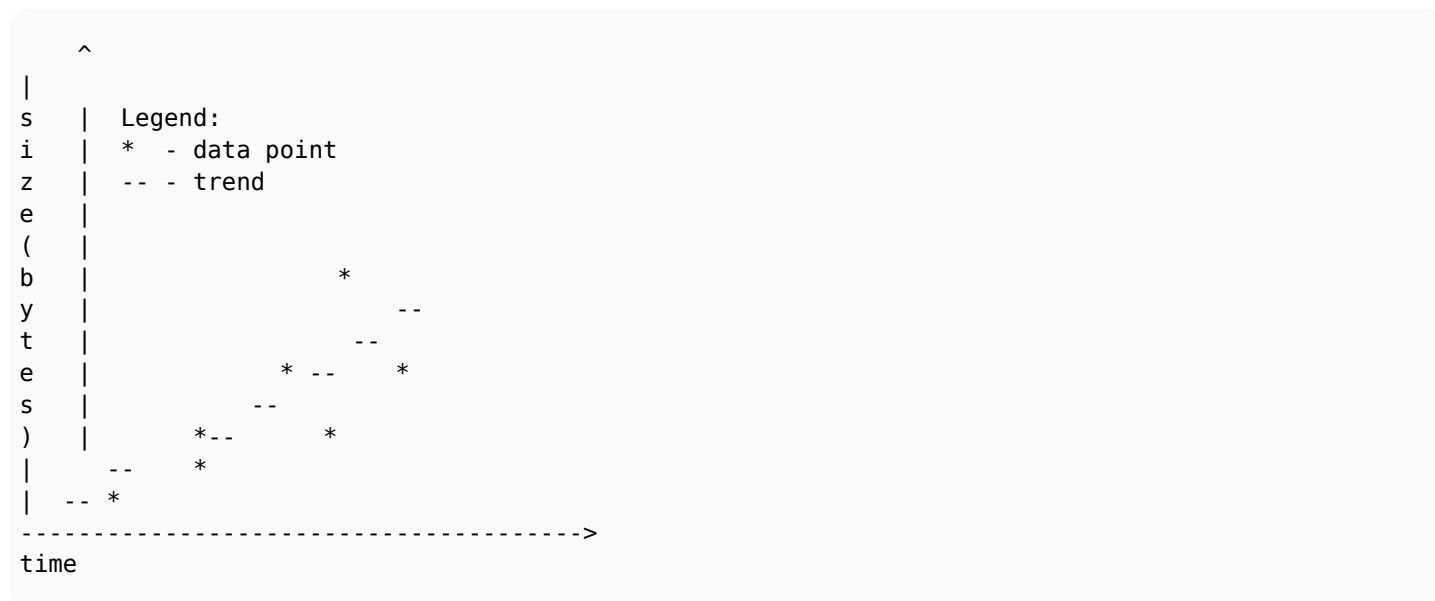 ^
|
s   |  Legend:
i   |  *  - data point
z   |  -- - trend
e   |
(   |
b   |                 *
y   |                     --
t   |                  --
e   |             * --    *
s   |           --
)   |       *--      *
|     --    *
|  -- *
--------------------------------------->
time